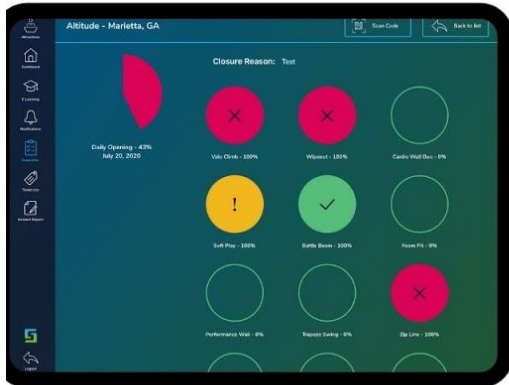 Attractions
Altitude - Marietta, GA
Scan Code
Back to list
Dashboard
E Learning
Notifications
Inspection
Ticket List
Incident Report
Logout
Closure Reason: Test
Daily Opening - 43%
July 20, 2020
Valo Climb - 100%
Wipeout - 100%
Cardio Wall Duo - 0%
Soft Play - 100%
Battle Beam - 100%
Foam Pit - 0%
Performance Wall - 0%
Trapeze Swing - 0%
Zip Line - 100%